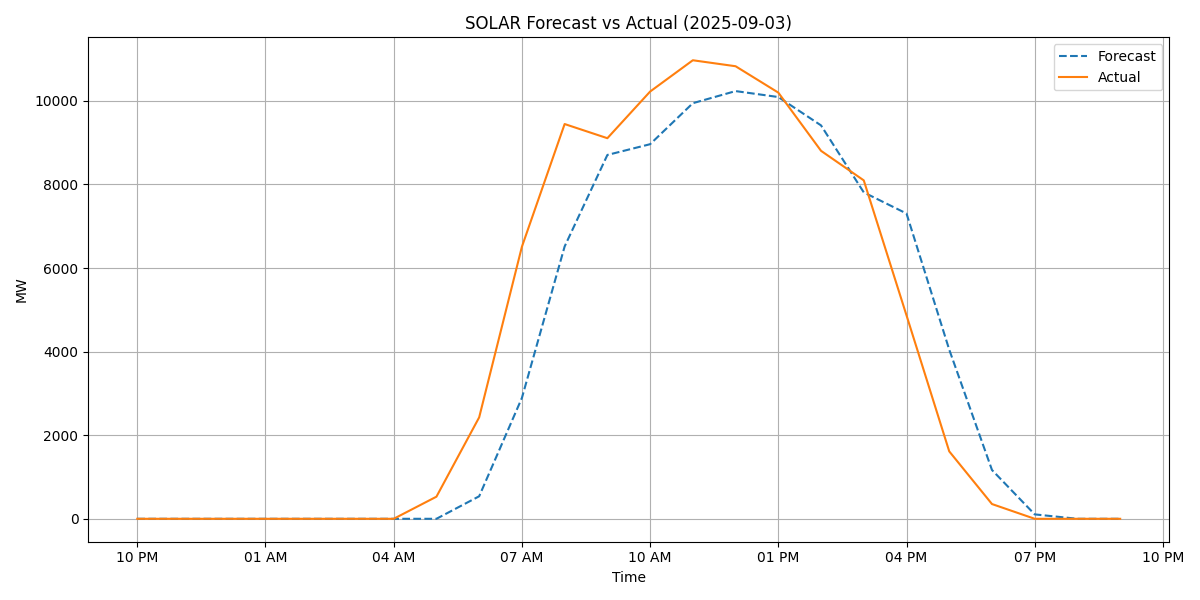 SOLAR Forecast vs Actual (2025-09-03)
Forecast
Actual
MW
10000
8000
6000
4000
2000
0
10 PM 01 AM 04 AM 07 AM 10 AM 01 PM 04 PM 07 PM 10 PM
Time